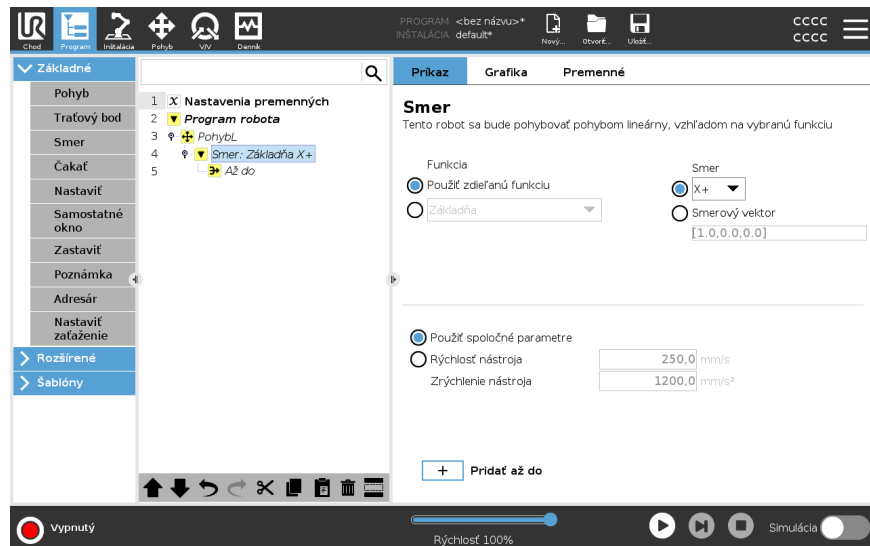 PROGRAM <bez názvu>*
INŠTALÁCIA default*
UR
Chod
Program
Inštalácia
Pohyb
V/V
Denník
Nový...
Otvoriť...
Uložiť...
CCCC
CCCC
Základné
Pohyb
Traťový bod
Smer
Čakať
Nastaviť
Samostatné
okno
Zastaviť
Poznámka
Adresár
Nastaviť
zaťaženie
Rozšírené
Šablóny
1 X Nastavenia premenných
2 Program robota
3 PohybL
4 Smer: Základňa X+
5 Až do
Príkaz Grafika Premenné
Smer
Tento robot sa bude pohybovať pohybom lineárny, vzhľadom na vybranú funkciu
Funkcia
Použiť zdieľanú funkciu
Základňa
Smer
X+
Smerový vektor
[1.0,0.0,0.0]
Použiť spoločné parametre
Rýchlosť nástroja 250,0 mm/s
Zrýchlenie nástroja 1200,0 mm/s²
+ Pridať až do
Vypnutý
Rýchlosť 100%
Simulácia